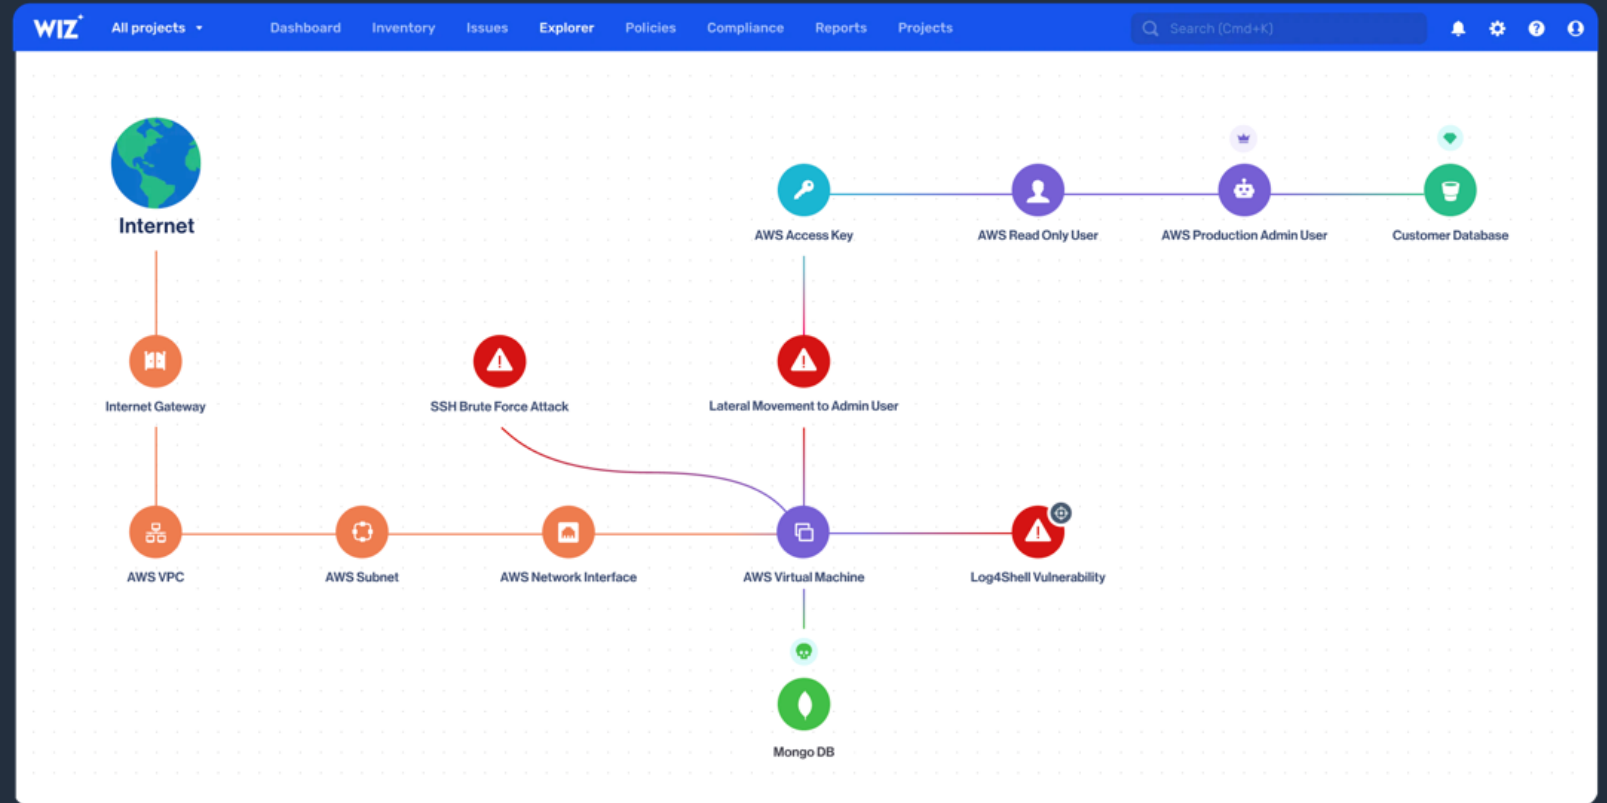 WIZ
All projects
Dashboard
Inventory
Issues
Explorer
Policies
Compliance
Reports
Projects
Search (Cmd+K)
Internet
AWS Access Key
AWS Read Only User
AWS Production Admin User
Customer Database
Internet Gateway
SSH Brute Force Attack
Lateral Movement to Admin User
AWS VPC
AWS Subnet
AWS Network Interface
AWS Virtual Machine
Log4Shell Vulnerability
Mongo DB